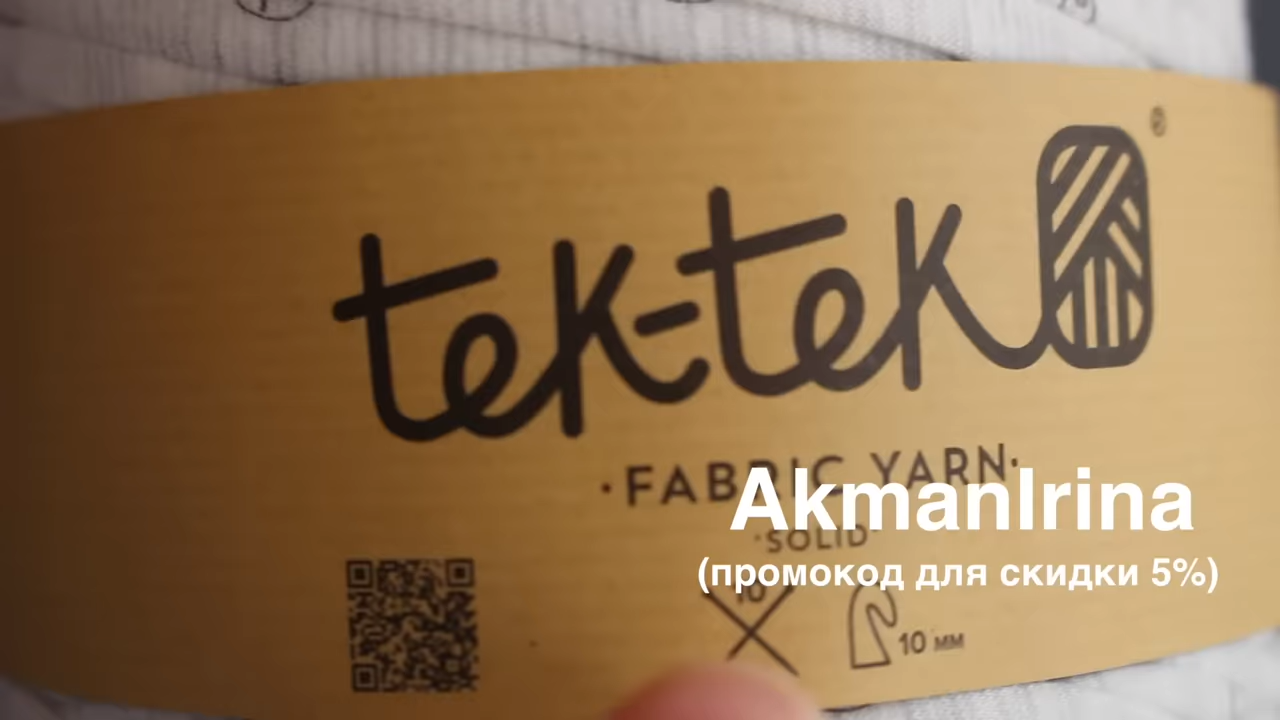 tek-tek
®
·FABRIC YARN·
AkmanIrina
·SOLID·
(промокод для скидки 5%)
10
10 мм